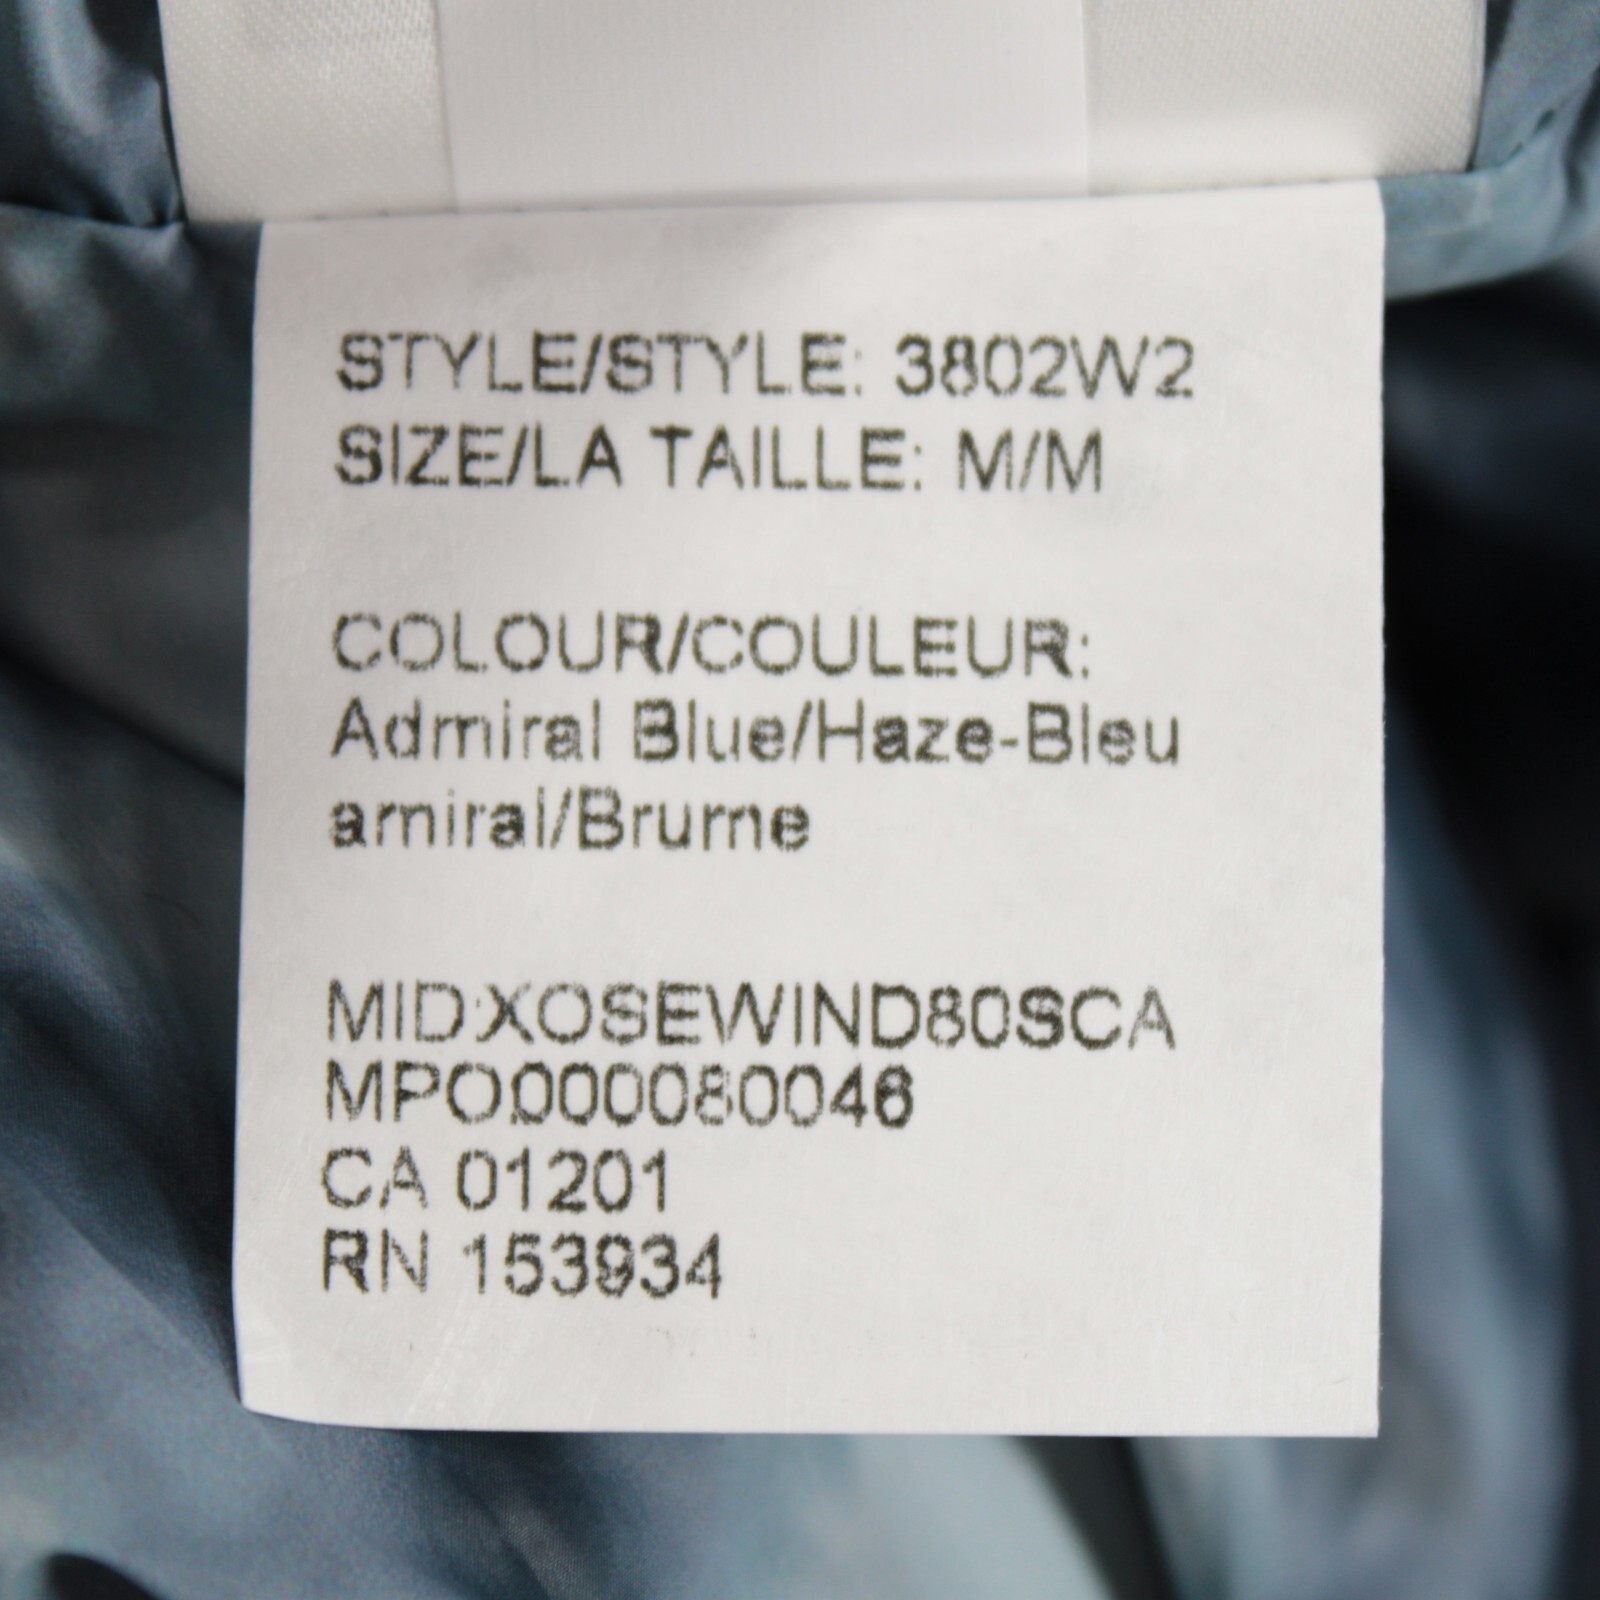 STYLE/STYLE: 3802W2
SIZE/LA TAILLE: M/M
COLOUR/COULEUR:
Admiral Blue/Haze-Bleu
amiral/Brume
MID:XOSEWIND80SCA
MPO:000080046
CA 01201
RN 153934